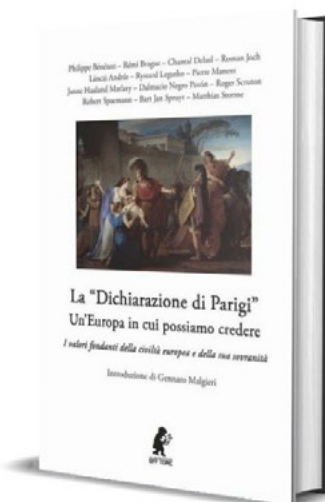 Philippe Bénéton – Rémi Brague – Chantal Delsol – Roman Joch
Lánczi András – Ryszard Legutko – Pierre Manent
Janne Haaland Matlary – Dalmacio Negro Pavón – Roger Scruton
Robert Spaemann – Bart Jan Spruyt – Matthias Storme
La "Dichiarazione di Parigi"
Un'Europa in cui possiamo credere
I valori fondanti della civiltà europea e della sua sovranità
Introduzione di Gennaro Malgieri